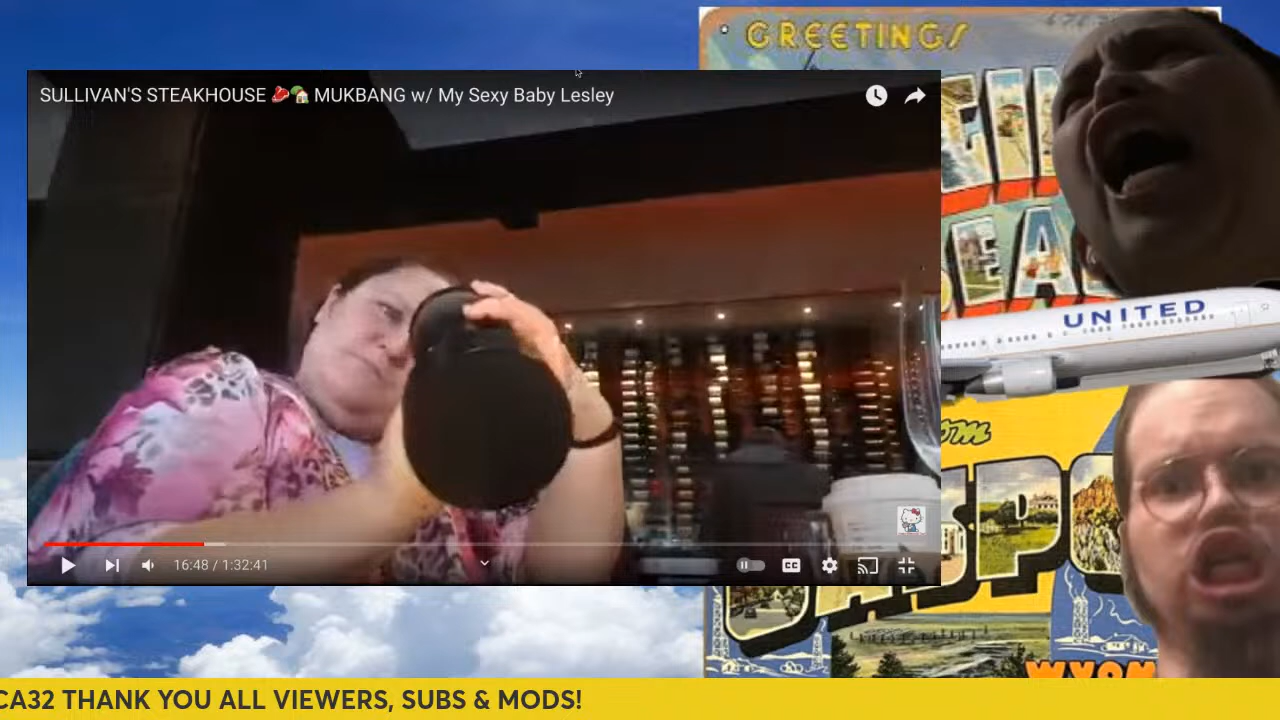 GREETINGS
SULLIVAN'S STEAKHOUSE 🥩🏡 MUKBANG w/ My Sexy Baby Lesley
UNITED
16:48 / 1:32:41
CC
CA32 THANK YOU ALL VIEWERS, SUBS & MODS!